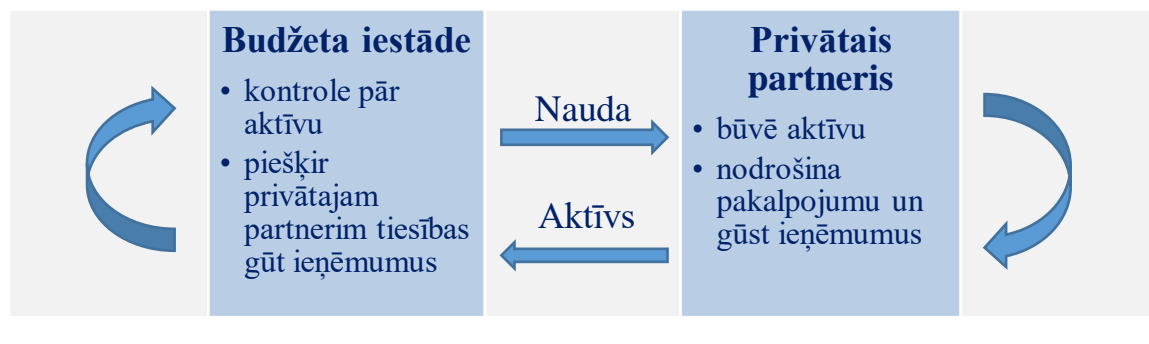 Budžeta iestāde
• kontrole pār
aktīvu
• piešķir
privātajam
partnerim tiesības
gūt ieņēmumus
Nauda
Aktīvs
Privātais
partneris
• būvē aktīvu
• nodrošina
pakalpojumu un
gūst ieņēmumus